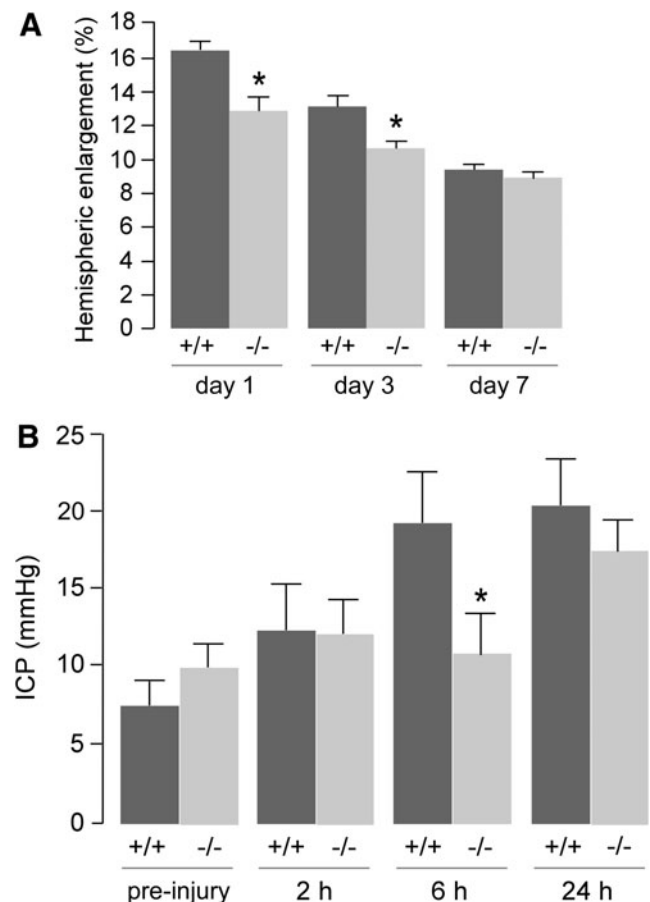 A
Hemispheric enlargement (%)
18
16
14
12
10
8
6
4
2
0
*
*
+/+ -/- +/+ -/- +/+ -/-
day 1 day 3 day 7
B
ICP (mmHg)
25
20
15
10
5
0
*
+/+ -/- +/+ -/- +/+ -/- +/+ -/-
pre-injury 2 h 6 h 24 h